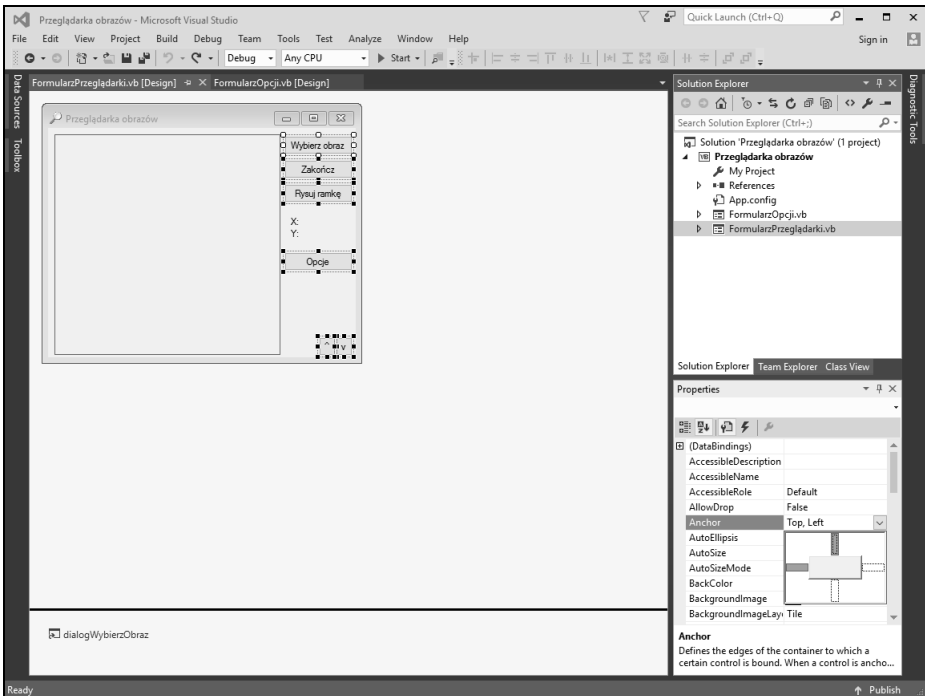 Przeglądarka obrazów - Microsoft Visual Studio
Quick Launch (Ctrl+Q)
File Edit View Project Build Debug Team Tools Test Analyze Window Help
Sign in
Debug Any CPU Start
Data Sources
Toolbox
FormularzPrzeglądarki.vb [Design] FormularzOpcji.vb [Design]
Przeglądarka obrazów
Wybierz obraz
Zakończ
Rysuj ramkę
X:
Y:
Opcje
^ v
dialogWybierzObraz
Solution Explorer
Search Solution Explorer (Ctrl+;)
Solution 'Przeglądarka obrazów' (1 project)
VB Przeglądarka obrazów
My Project
References
App.config
FormularzOpcji.vb
FormularzPrzeglądarki.vb
Solution Explorer Team Explorer Class View
Properties
(DataBindings)
AccessibleDescription
AccessibleName
AccessibleRole Default
AllowDrop False
Anchor Top, Left
AutoEllipsis
AutoSize
AutoSizeMode
BackColor
BackgroundImage
BackgroundImageLay Tile
Anchor
Defines the edges of the container to which a
certain control is bound. When a control is ancho...
Diagnostic Tools
Ready
Publish